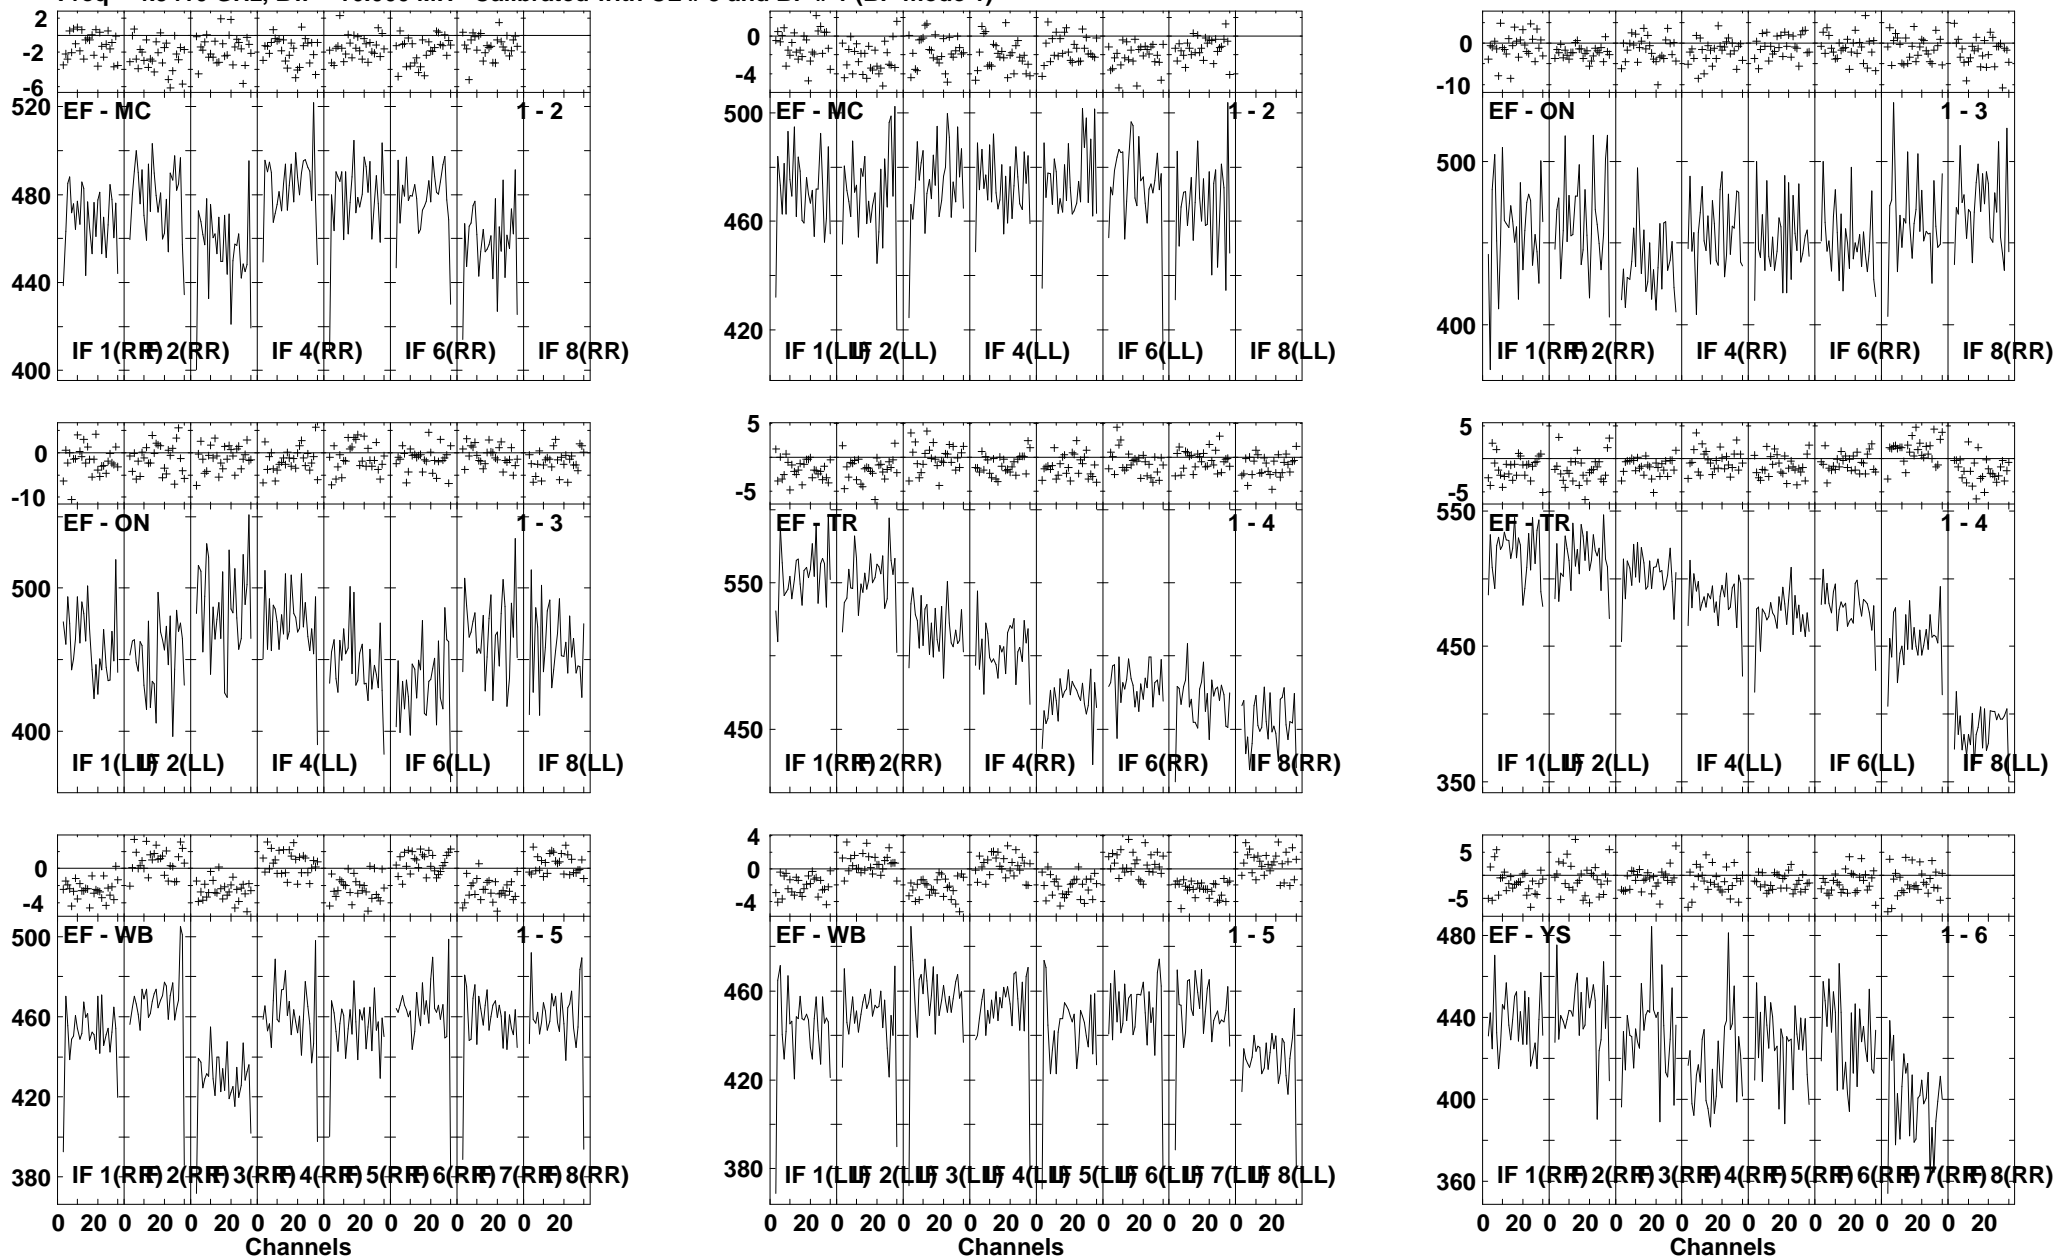 2
0
-2
-6
520
EF - MC
1 - 2
480
440
400
IF 1(RR) IF 2(RR) IF 4(RR) IF 6(RR) IF 8(RR)
0
-4
500
EF - MC
1 - 2
460
420
IF 1(LL) IF 2(LL) IF 4(LL) IF 6(LL) IF 8(LL)
0
-10
EF - ON
1 - 3
500
400
IF 1(RR) IF 2(RR) IF 4(RR) IF 6(RR) IF 8(RR)
0
-10
EF - ON
1 - 3
500
400
IF 1(LL) IF 2(LL) IF 4(LL) IF 6(LL) IF 8(LL)
5
-5
EF - TR
1 - 4
550
450
IF 1(RR) IF 2(RR) IF 4(RR) IF 6(RR) IF 8(RR)
5
-5
550
EF - TR
1 - 4
450
350
IF 1(LL) IF 2(LL) IF 4(LL) IF 6(LL) IF 8(LL)
0
-4
500
EF - WB
1 - 5
460
420
380
IF 1(RR) IF 2(RR) IF 3(RR) IF 4(RR) IF 5(RR) IF 6(RR) IF 7(RR) IF 8(RR)
0 20 0 20 0 20 0 20 0 20 0 20 0 20 0 20
Channels
4
0
-4
EF - WB
1 - 5
460
420
380
IF 1(LL) IF 2(LL) IF 3(LL) IF 4(LL) IF 5(LL) IF 6(LL) IF 7(LL) IF 8(LL)
0 20 0 20 0 20 0 20 0 20 0 20 0 20 0 20
Channels
5
-5
480
EF - YS
1 - 6
440
400
360
IF 1(RR) IF 2(RR) IF 3(RR) IF 4(RR) IF 5(RR) IF 6(RR) IF 7(RR) IF 8(RR)
0 20 0 20 0 20 0 20 0 20 0 20 0 20 0 20
Channels